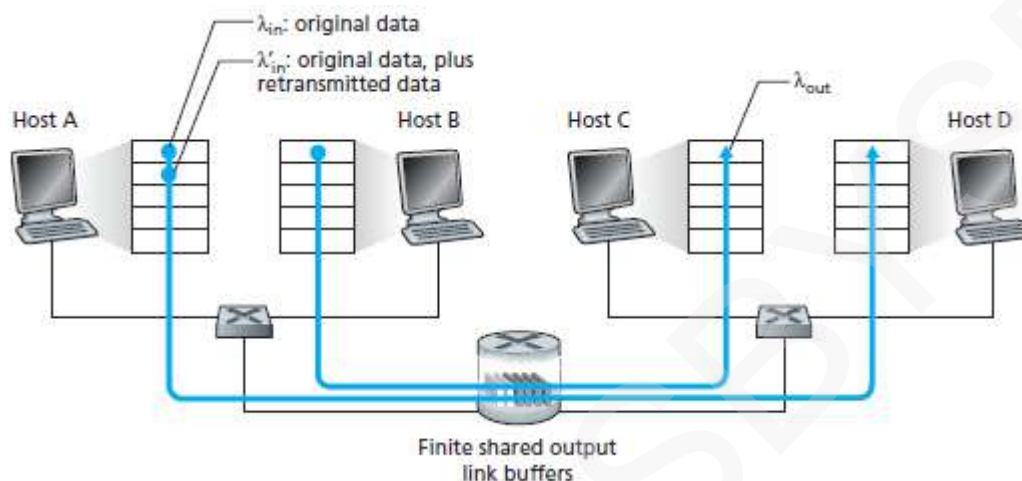 λin: original data
λ′in: original data, plus
retransmitted data
λout
Host A
Host B
Host C
Host D
Finite shared output
link buffers